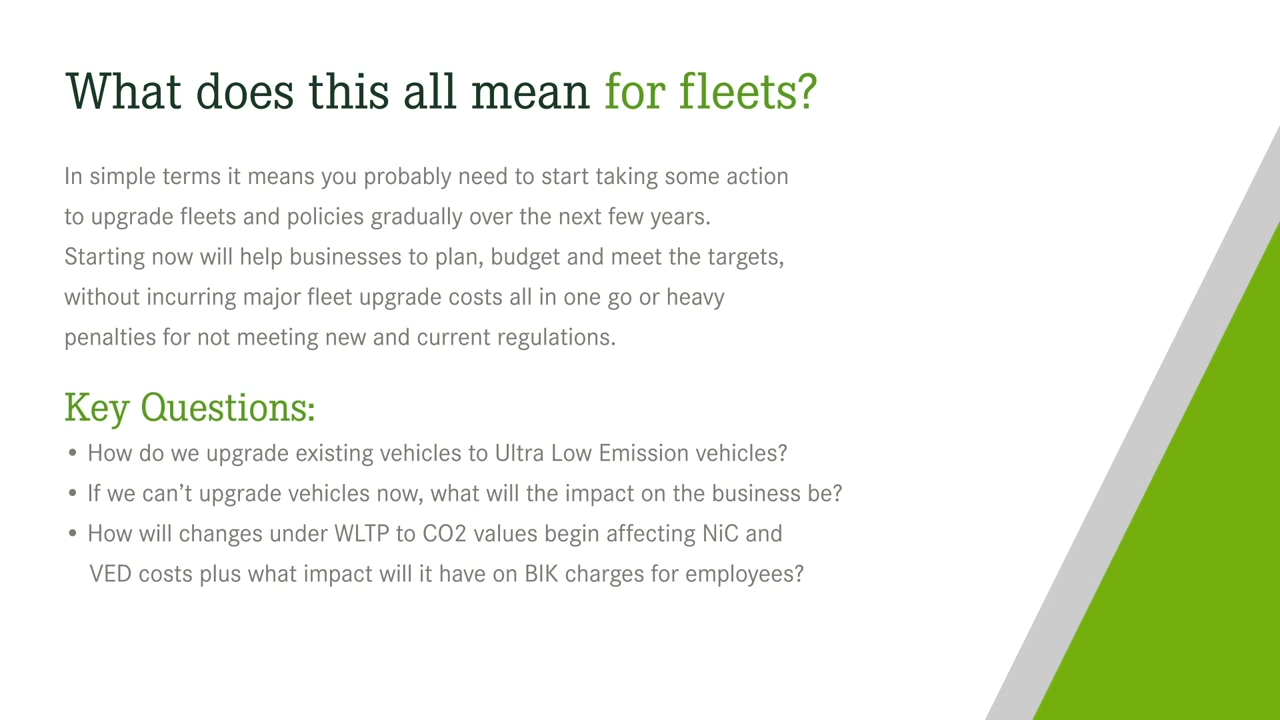 What does this all mean for fleets?
In simple terms it means you probably need to start taking some action
to upgrade fleets and policies gradually over the next few years.
Starting now will help businesses to plan, budget and meet the targets,
without incurring major fleet upgrade costs all in one go or heavy
penalties for not meeting new and current regulations.
Key Questions:
• How do we upgrade existing vehicles to Ultra Low Emission vehicles?
• If we can’t upgrade vehicles now, what will the impact on the business be?
• How will changes under WLTP to CO2 values begin affecting NiC and
VED costs plus what impact will it have on BIK charges for employees?